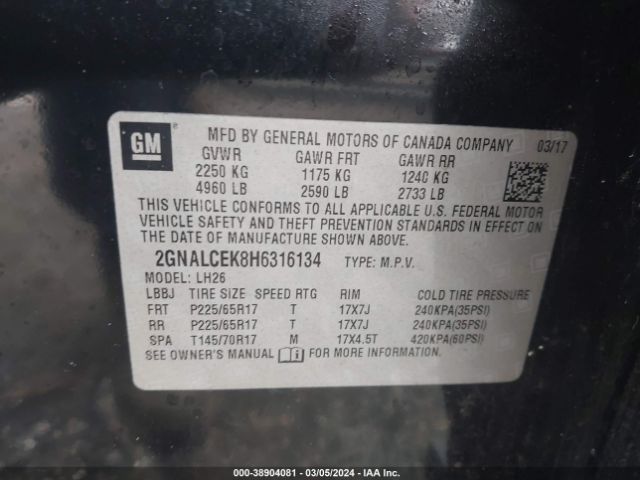 GM
MFD BY GENERAL MOTORS OF CANADA COMPANY 03/17
GVWR GAWR FRT GAWR RR
2250 KG 1175 KG 1240 KG
4960 LB 2590 LB 2733 LB
THIS VEHICLE CONFORMS TO ALL APPLICABLE U.S. FEDERAL MOTOR
VEHICLE SAFETY AND THEFT PREVENTION STANDARDS IN EFFECT ON
THE DATE OF MANUFACTURE SHOWN ABOVE.
2GNALCEK8H6316134 TYPE: M.P.V.
MODEL: LH26
LBBJ TIRE SIZE SPEED RTG RIM COLD TIRE PRESSURE
FRT P225/65R17 T 17X7J 240KPA(35PSI)
RR P225/65R17 T 17X7J 240KPA(35PSI)
SPA T145/70R17 M 17X4.5T 420KPA(60PSI)
SEE OWNER'S MANUAL FOR MORE INFORMATION.
000-38904081 — 03/05/2024 — IAA Inc.